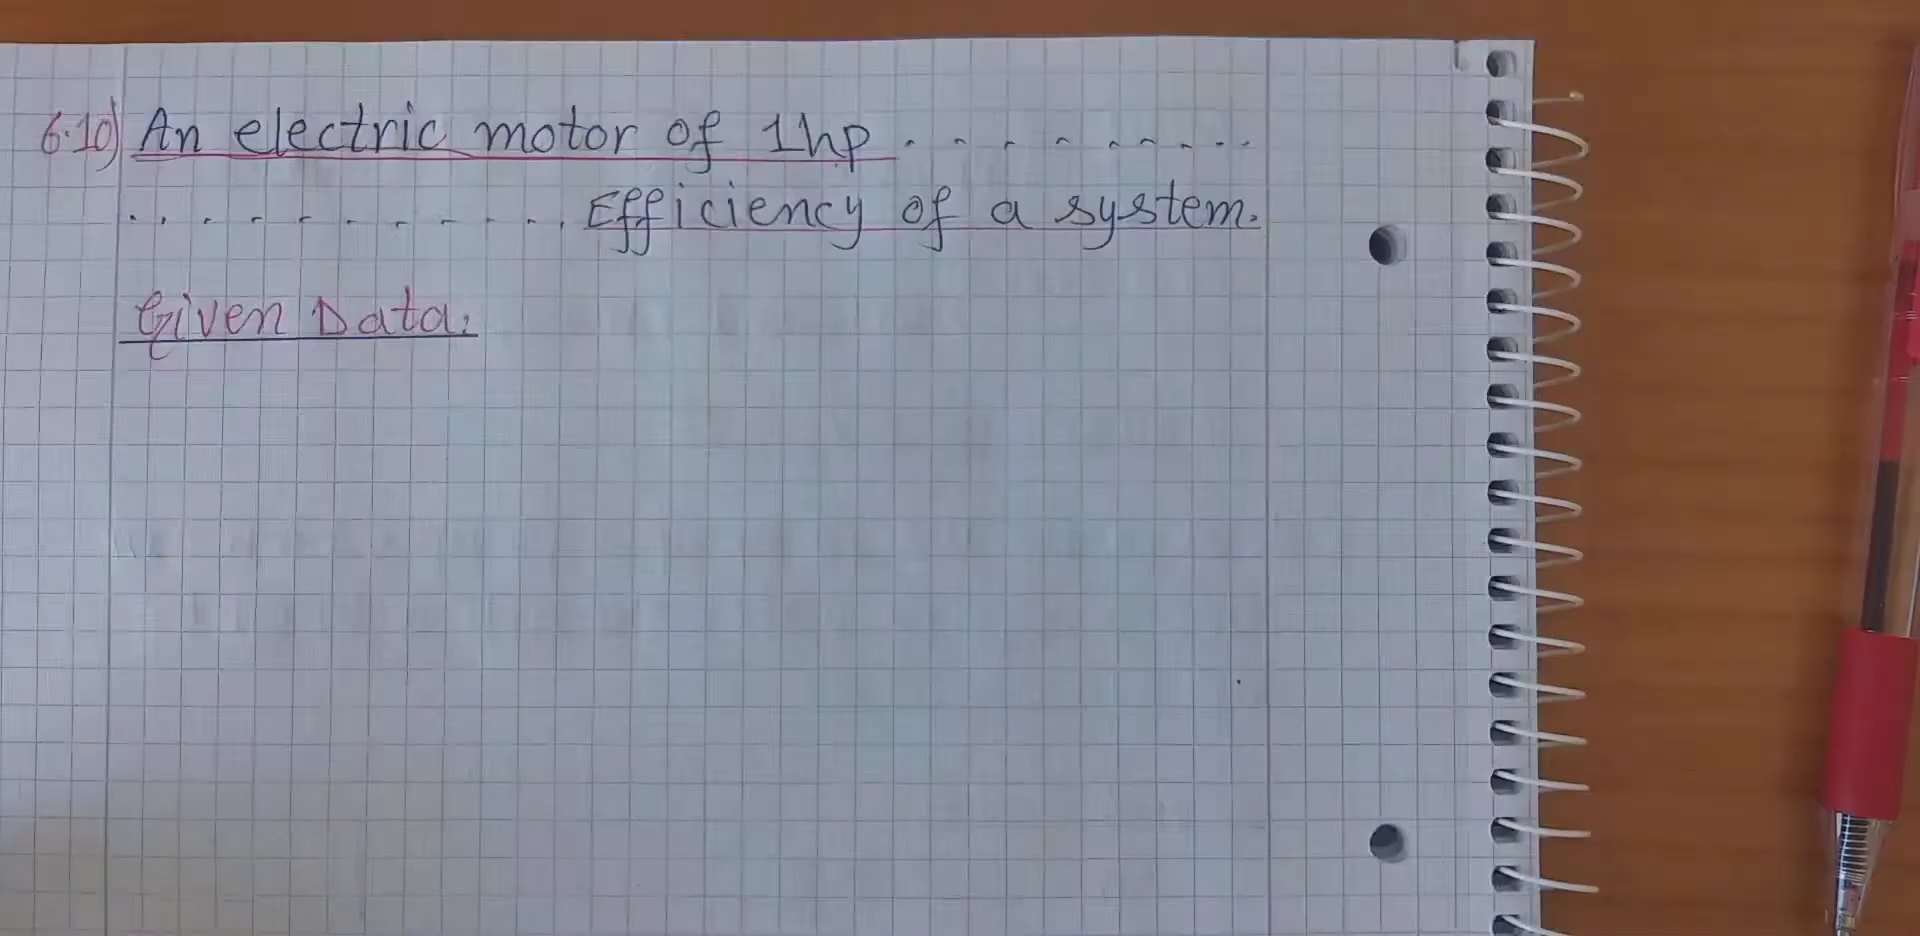 6.10) An electric motor of 1hp . . . . . . . . .
. . . . . . . . . . Efficiency of a system.
Given Data: